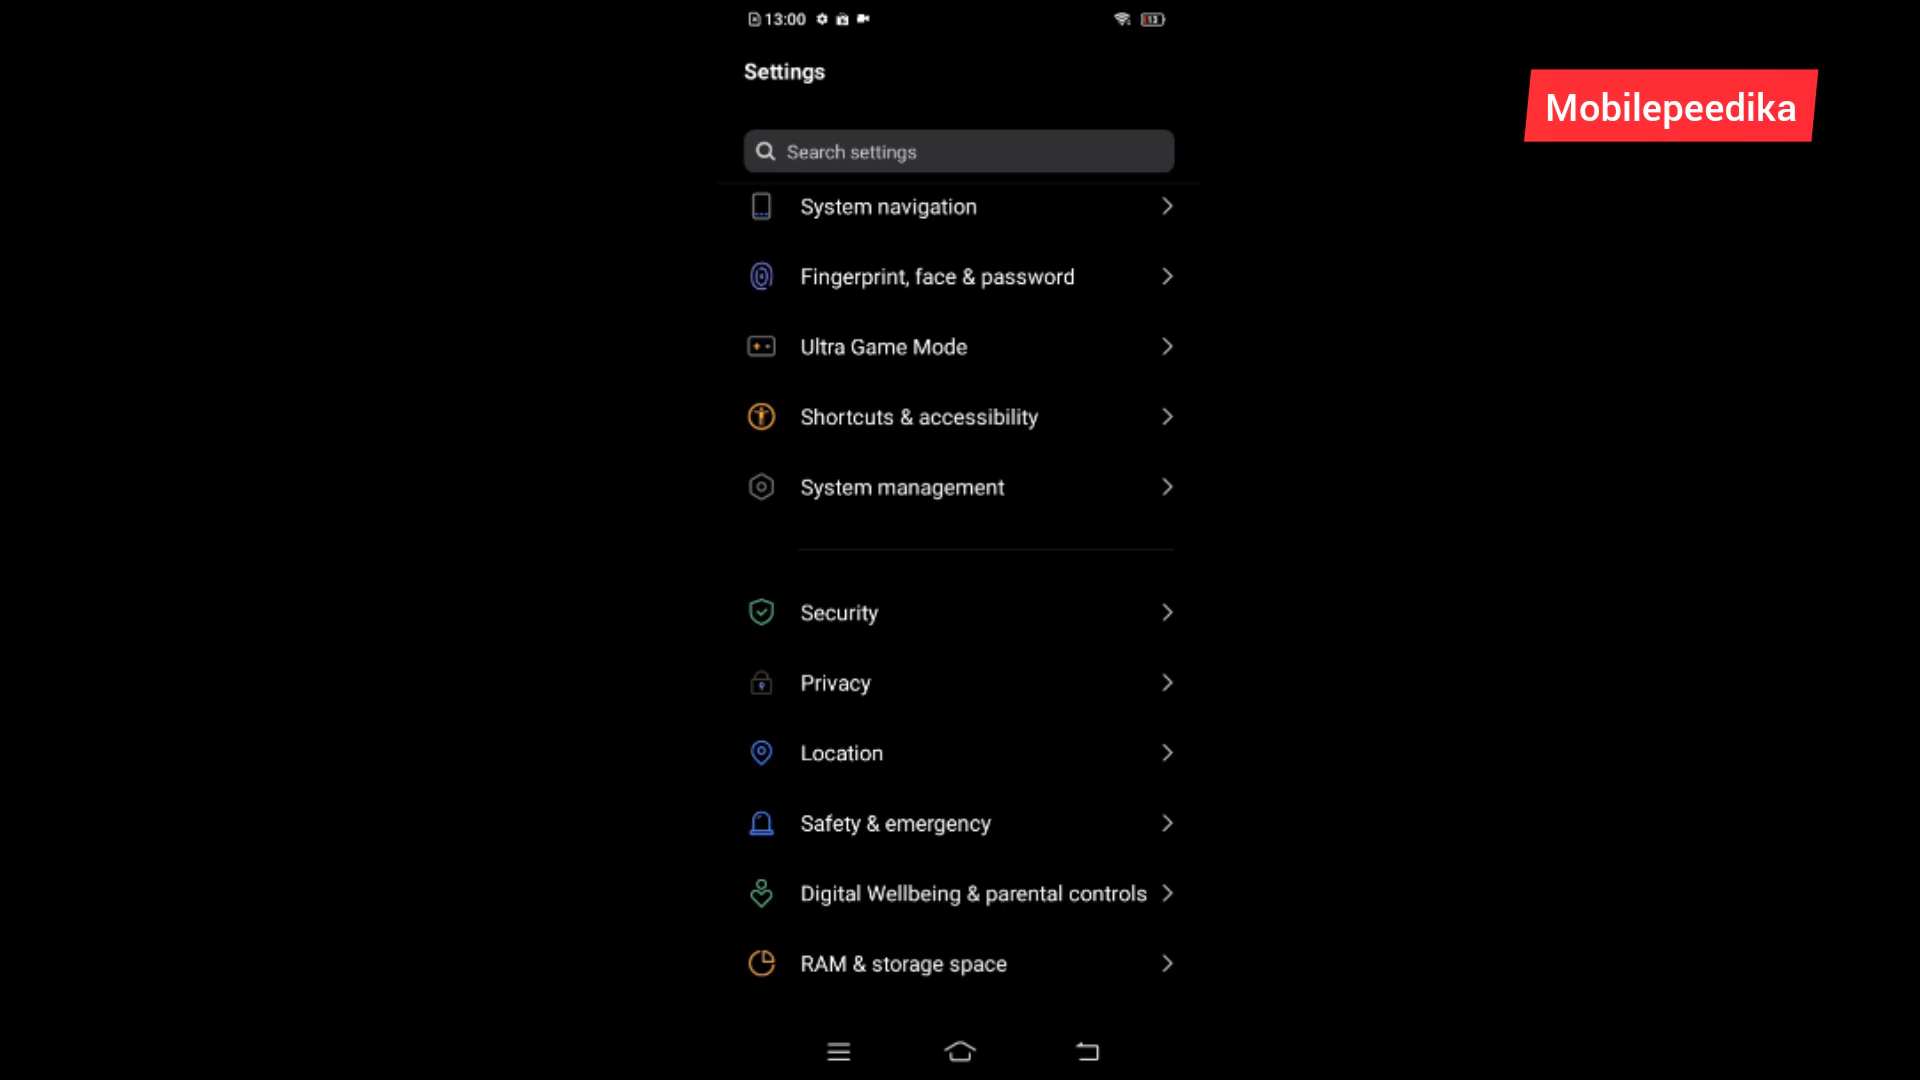 13:00
13
Settings
Mobilepeedika
Search settings
System navigation
Fingerprint, face & password
Ultra Game Mode
Shortcuts & accessibility
System management
Security
Privacy
Location
Safety & emergency
Digital Wellbeing & parental controls
RAM & storage space